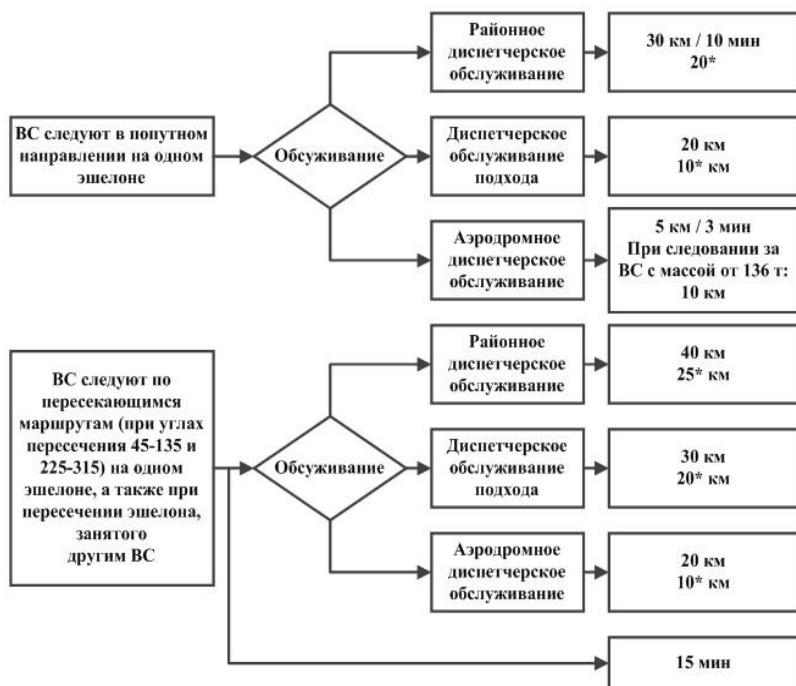 ВС следуют в попутном
направлении на одном
эшелоне
Обсуживание
Районное
диспетчерское
обслуживание
30 км / 10 мин
20*
Диспетчерское
обслуживание
подхода
20 км
10* км
Аэродромное
диспетчерское
обслуживание
5 км / 3 мин
При следовании за
ВС с массой от 136 т:
10 км
ВС следуют по
пересекающимся
маршрутам (при углах
пересечения 45-135 и
225-315) на одном
эшелоне, а также при
пересечении эшелона,
занятого
другим ВС
Обсуживание
Районное
диспетчерское
обслуживание
40 км
25* км
Диспетчерское
обслуживание
подхода
30 км
20* км
Аэродромное
диспетчерское
обслуживание
20 км
10* км
15 мин